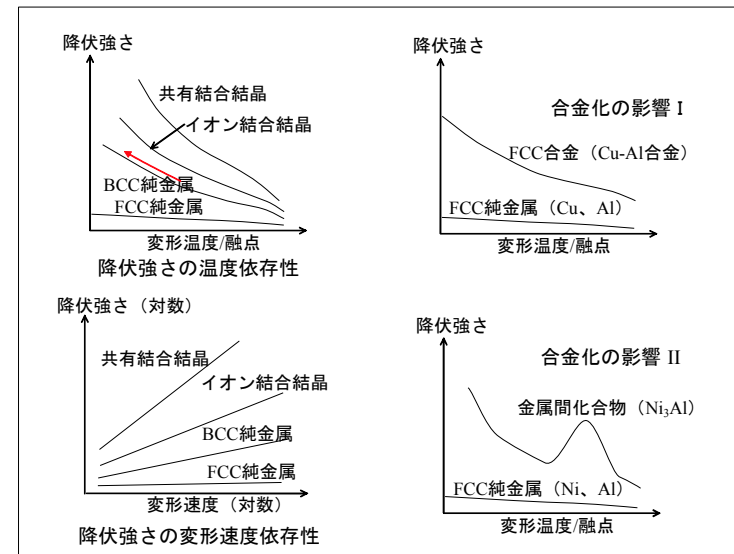 降伏強さ
共有結合結晶
イオン結合結晶
BCC純金属
FCC純金属
変形温度/融点
降伏強さの温度依存性
降伏強さ
合金化の影響 I
FCC合金（Cu-Al合金）
FCC純金属（Cu、Al）
変形温度/融点
降伏強さ（対数）
共有結合結晶
イオン結合結晶
BCC純金属
FCC純金属
変形速度（対数）
降伏強さの変形速度依存性
降伏強さ
合金化の影響 II
金属間化合物（Ni₃Al）
FCC純金属（Ni、Al）
変形温度/融点